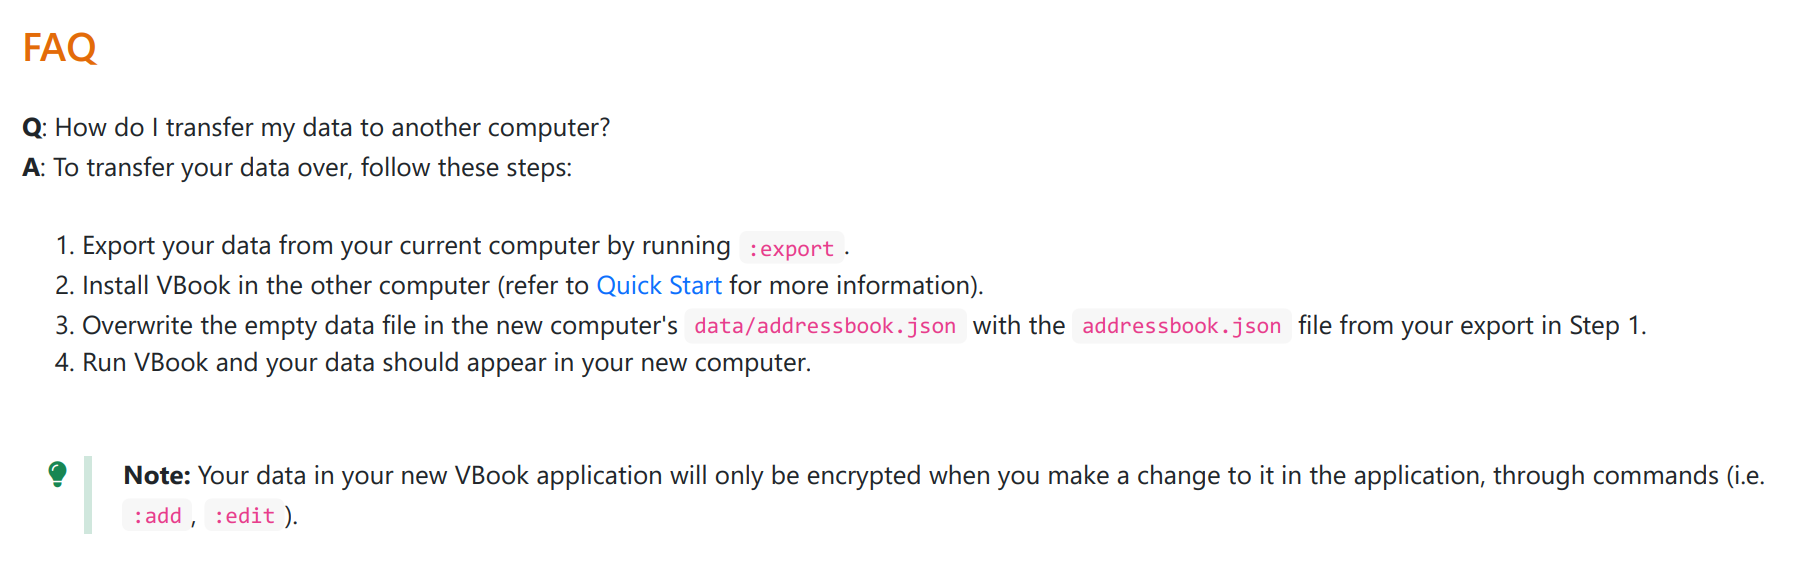 FAQ
Q: How do I transfer my data to another computer?
A: To transfer your data over, follow these steps:
1. Export your data from your current computer by running :export.
2. Install VBook in the other computer (refer to Quick Start for more information).
3. Overwrite the empty data file in the new computer's data/addressbook.json with the addressbook.json file from your export in Step 1.
4. Run VBook and your data should appear in your new computer.
Note: Your data in your new VBook application will only be encrypted when you make a change to it in the application, through commands (i.e.
:add, :edit).